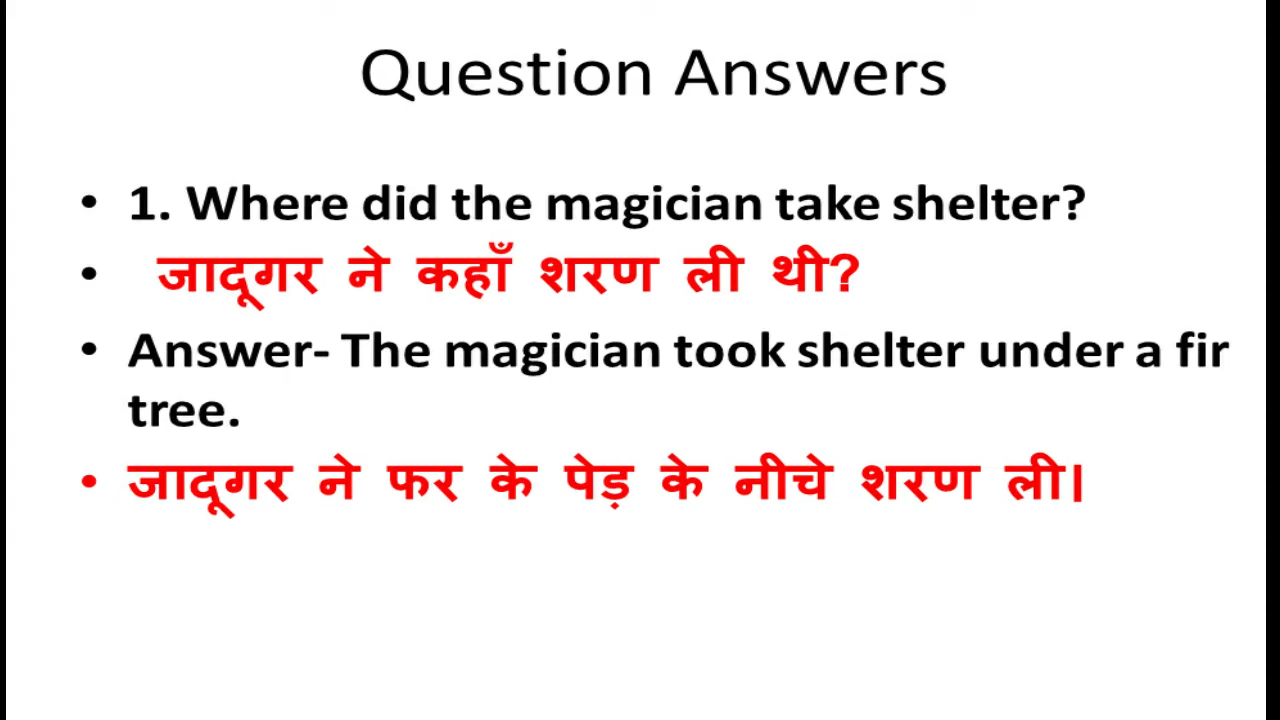 Question Answers
• 1. Where did the magician take shelter?
• जादूगर ने कहाँ शरण ली थी?
• Answer- The magician took shelter under a fir
tree.
• जादूगर ने फर के पेड़ के नीचे शरण ली।